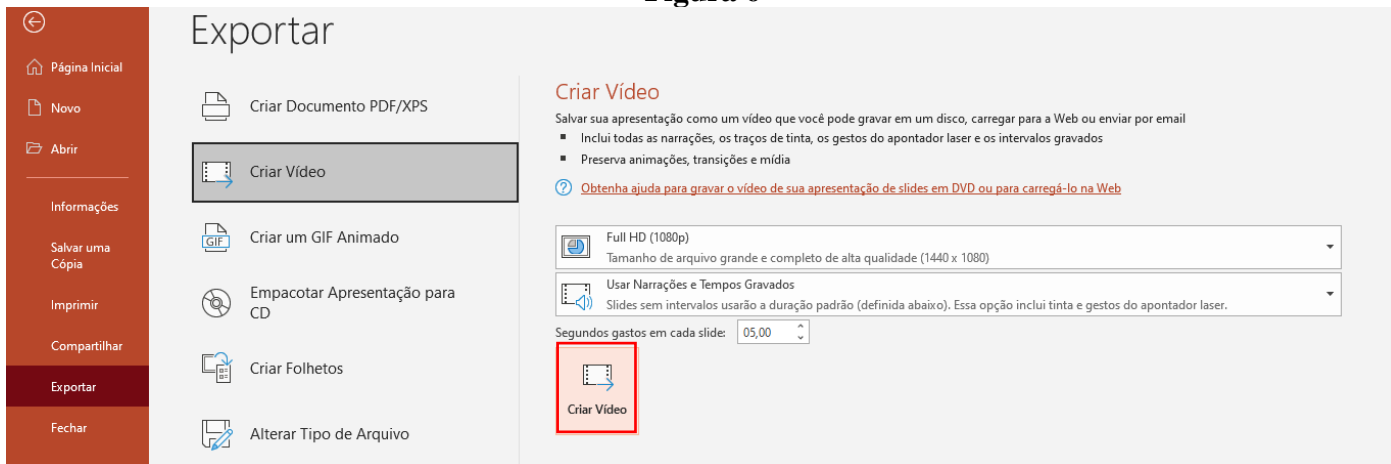 Exportar
Página Inicial
Novo
Abrir
Informações
Salvar uma
Cópia
Imprimir
Compartilhar
Exportar
Fechar
Criar Documento PDF/XPS
Criar Vídeo
GIF
Criar um GIF Animado
Empacotar Apresentação para
CD
Criar Folhetos
Alterar Tipo de Arquivo
Criar Vídeo
Salvar sua apresentação como um vídeo que você pode gravar em um disco, carregar para a Web ou enviar por email
Inclui todas as narrações, os traços de tinta, os gestos do apontador laser e os intervalos gravados
Preserva animações, transições e mídia
Obtenha ajuda para gravar o vídeo de sua apresentação de slides em DVD ou para carregá-lo na Web
Full HD (1080p)
Tamanho de arquivo grande e completo de alta qualidade (1440 x 1080)
Usar Narrações e Tempos Gravados
Slides sem intervalos usarão a duração padrão (definida abaixo). Essa opção inclui tinta e gestos do apontador laser.
Segundos gastos em cada slide: 05,00
Criar Vídeo